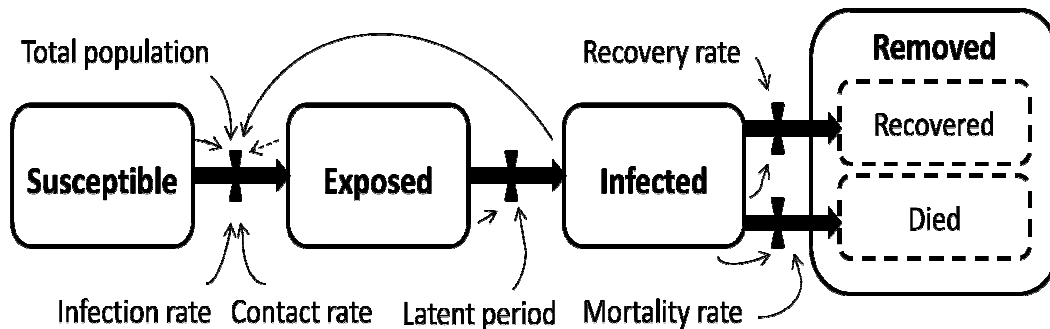 Total population
Recovery rate
Removed
Recovered
Susceptible
Exposed
Infected
Died
Infection rate
Contact rate
Latent period
Mortality rate